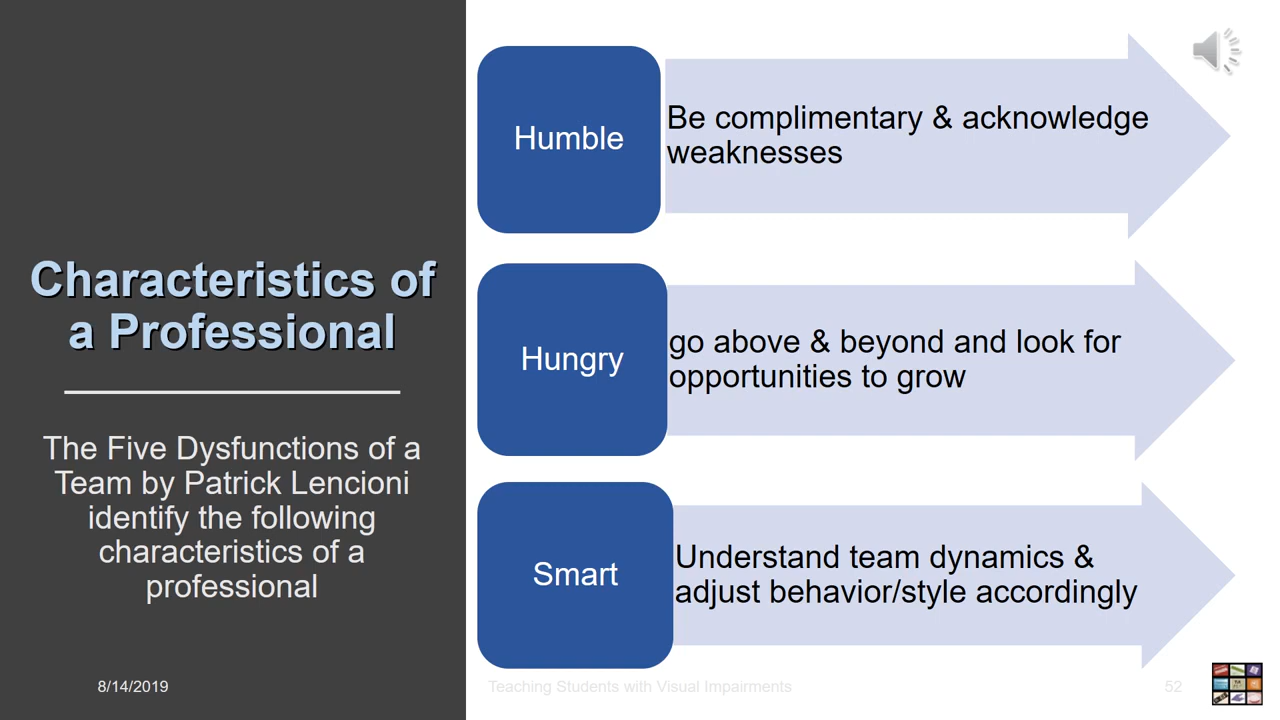 Characteristics of
a Professional
The Five Dysfunctions of a
Team by Patrick Lencioni
identify the following
characteristics of a
professional
Humble
Be complimentary & acknowledge
weaknesses
Hungry
go above & beyond and look for
opportunities to grow
Smart
Understand team dynamics &
adjust behavior/style accordingly
8/14/2019
Teaching Students with Visual Impairments
52